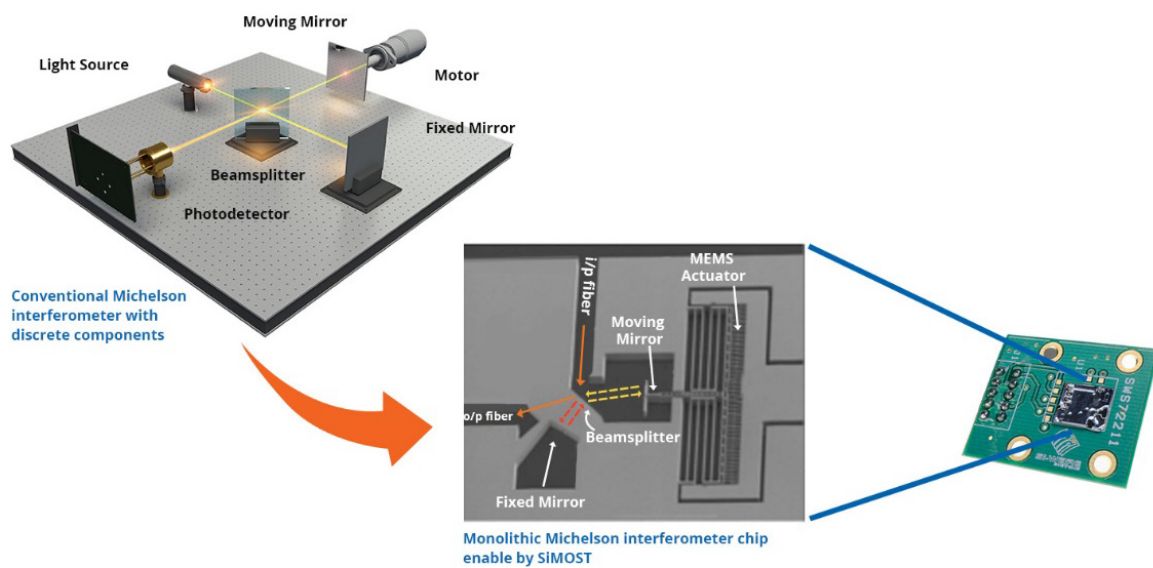 Moving Mirror
Light Source
Motor
Fixed Mirror
Beamsplitter
Photodetector
Conventional Michelson
interferometer with
discrete components
i/p fiber
MEMS
Actuator
Moving
Mirror
o/p fiber
Beamsplitter
Fixed Mirror
Monolithic Michelson interferometer chip
enable by SiMOST
SWS72211